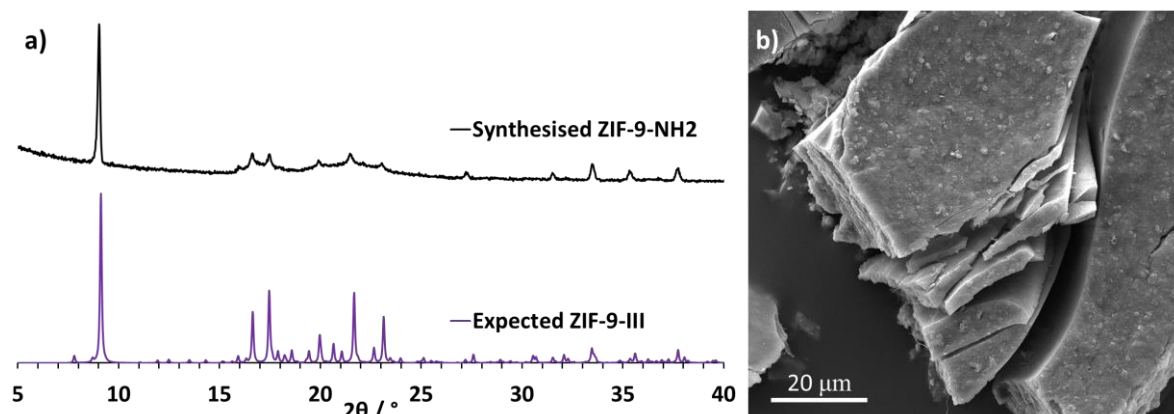 a)
Synthesised ZIF-9-NH2
Expected ZIF-9-III
5 10 15 20 25 30 35 40
2θ / °
b)
20 μm